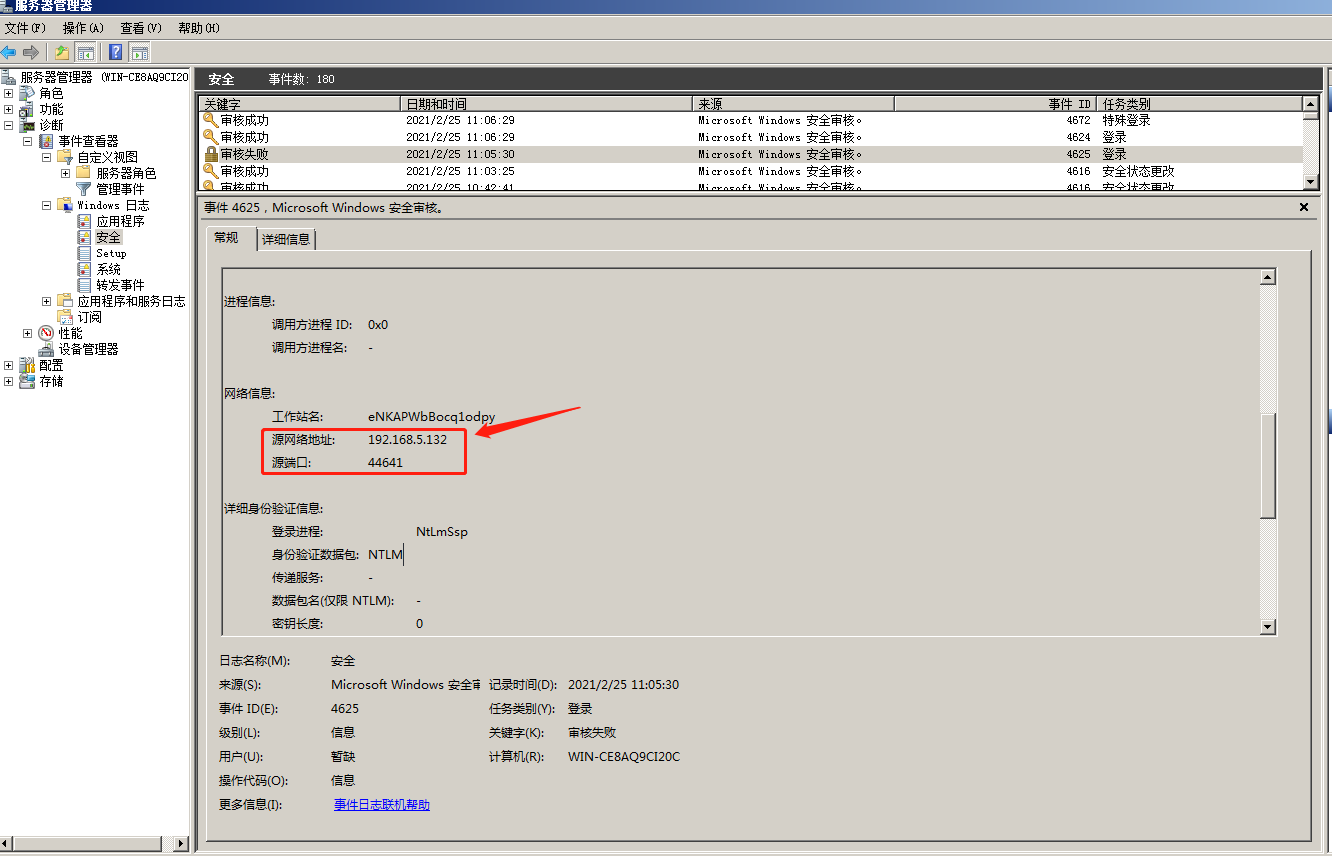 服务器管理器
文件(F) 操作(A) 查看(V) 帮助(H)
服务器管理器 (WIN-CE8AQ9CI20
角色
功能
诊断
事件查看器
自定义视图
服务器角色
管理事件
Windows 日志
应用程序
安全
Setup
系统
转发事件
应用程序和服务日志
订阅
性能
设备管理器
配置
存储
安全 事件数: 180
关键字 日期和时间 来源 事件 ID 任务类别
审核成功 2021/2/25 11:06:29 Microsoft Windows 安全审核。 4672 特殊登录
审核成功 2021/2/25 11:06:29 Microsoft Windows 安全审核。 4624 登录
审核失败 2021/2/25 11:05:30 Microsoft Windows 安全审核。 4625 登录
审核成功 2021/2/25 11:03:25 Microsoft Windows 安全审核。 4616 安全状态更改
审核成功 2021/2/25 10:42:41 Microsoft Windows 安全审核。 4616 安全状态更改
事件 4625，Microsoft Windows 安全审核。
常规 详细信息
进程信息:
调用方进程 ID: 0x0
调用方进程名: -
网络信息:
工作站名: eNKAPWbBocq1odpy
源网络地址: 192.168.5.132
源端口: 44641
详细身份验证信息:
登录进程: NtLmSsp
身份验证数据包: NTLM
传递服务: -
数据包名(仅限 NTLM): -
密钥长度: 0
日志名称(M): 安全
来源(S): Microsoft Windows 安全审 记录时间(D): 2021/2/25 11:05:30
事件 ID(E): 4625 任务类别(Y): 登录
级别(L): 信息 关键字(K): 审核失败
用户(U): 暂缺 计算机(R): WIN-CE8AQ9CI20C
操作代码(O): 信息
更多信息(I): 事件日志联机帮助